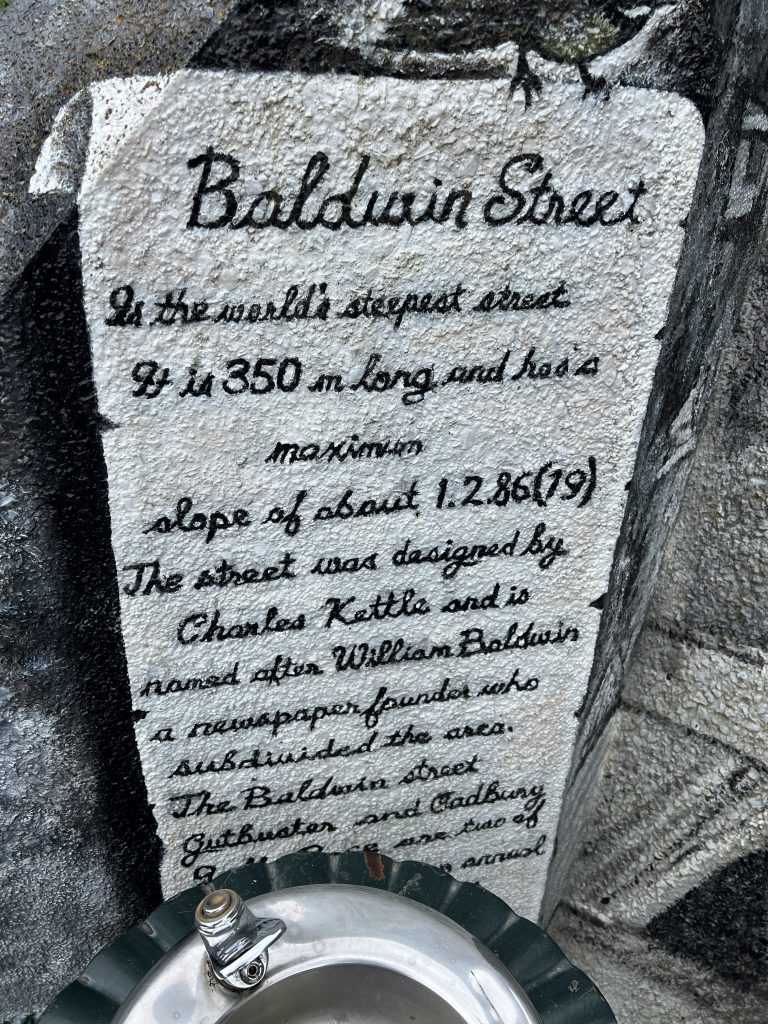 Baldwin Street
Is the world's steepest street
It is 350 m long and has a
maximum
slope of about 1.2.86(19)
The street was designed by
Charles Kettle and is
named after William Baldwin
a newspaper founder who
subdivided the area.
The Baldwin street
Gutbuster and Cadbury
Race are two of
annual